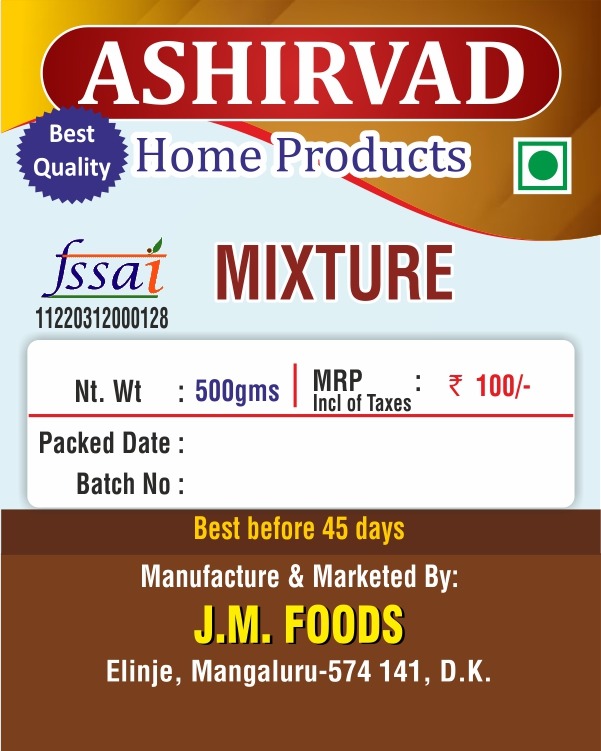 ASHIRVAD
Best
Quality
Home Products
fssai
MIXTURE
11220312000128
Nt. Wt : 500gms
MRP : ₹ 100/-
Incl of Taxes
Packed Date :
Batch No :
Best before 45 days
Manufacture & Marketed By:
J.M. FOODS
Elinje, Mangaluru-574 141, D.K.